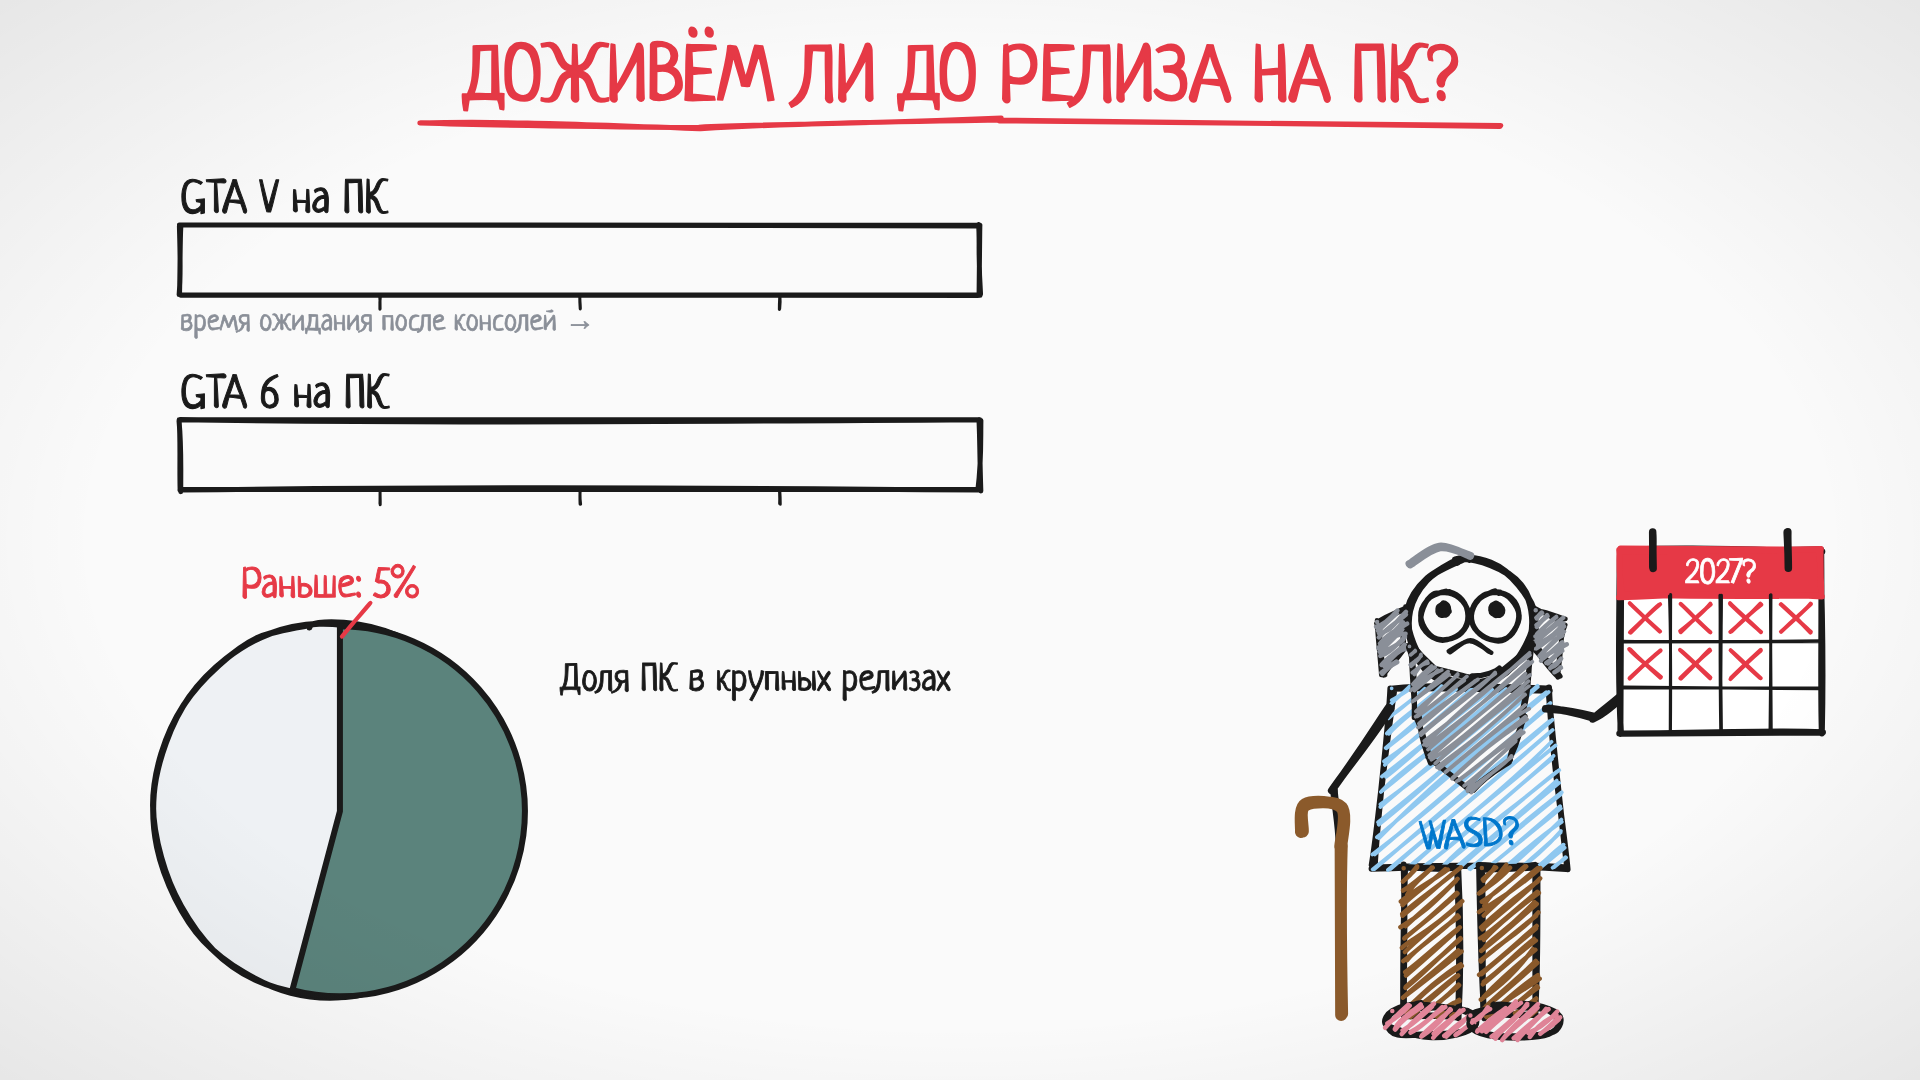 ДОЖИВЁМ ЛИ ДО РЕЛИЗА НА ПК?
GTA V на ПК
время ожидания после консолей →
GTA 6 на ПК
Раньше: 5%
Доля ПК в крупных релизах
2027?
WASD?